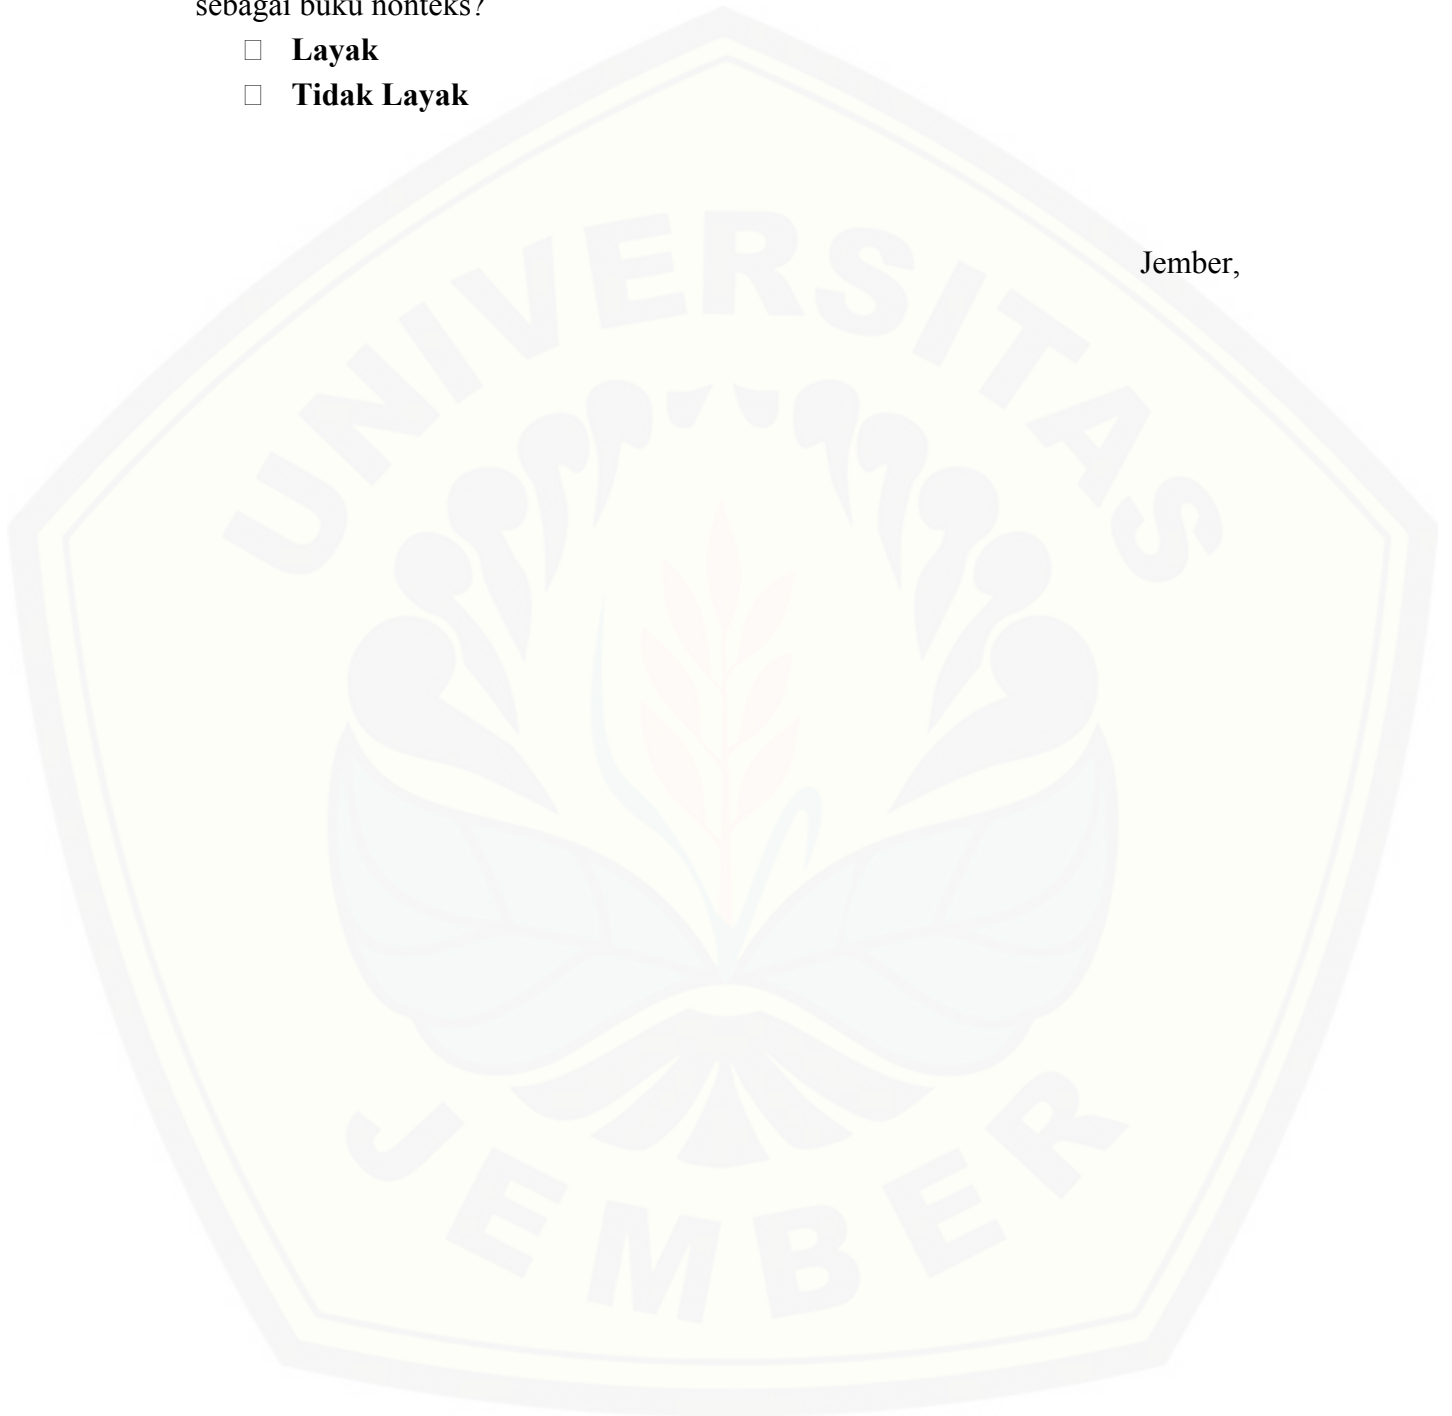 sebagai buku nonteks?
☐ Layak
☐ Tidak Layak
Jember,
UNIVERSITAS
JEMBER